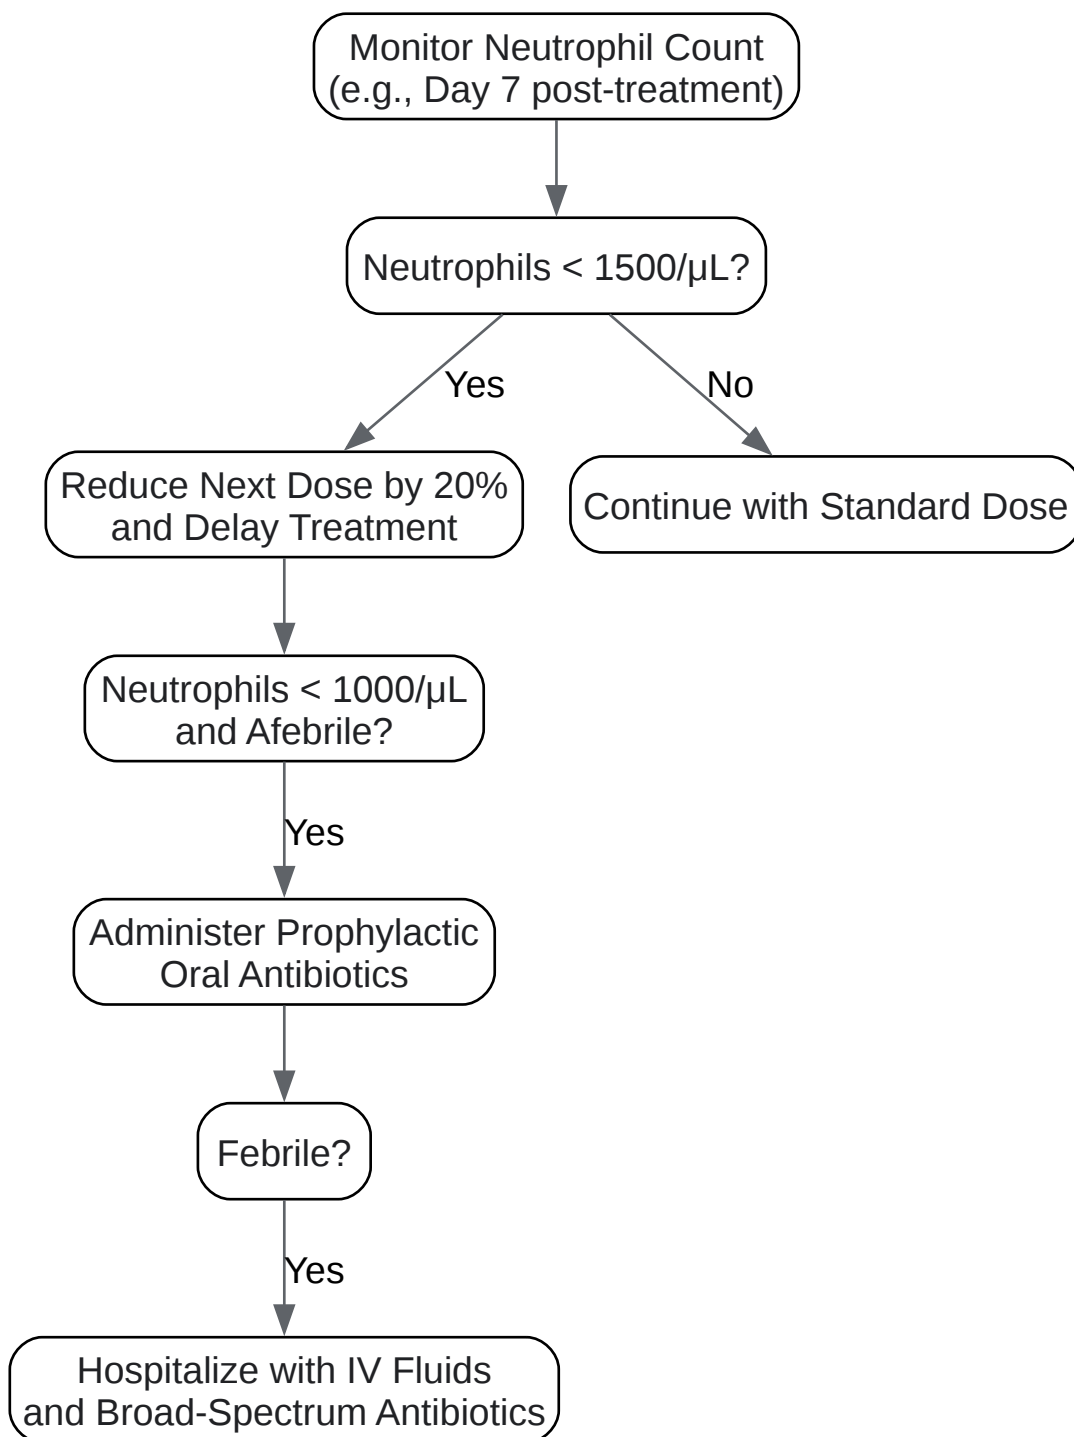 Monitor Neutrophil Count
(e.g., Day 7 post-treatment)
Neutrophils < 1500/μL?
Yes
No
Reduce Next Dose by 20%
and Delay Treatment
Continue with Standard Dose
Neutrophils < 1000/μL
and Afebrile?
Yes
Administer Prophylactic
Oral Antibiotics
Febrile?
Yes
Hospitalize with IV Fluids
and Broad-Spectrum Antibiotics